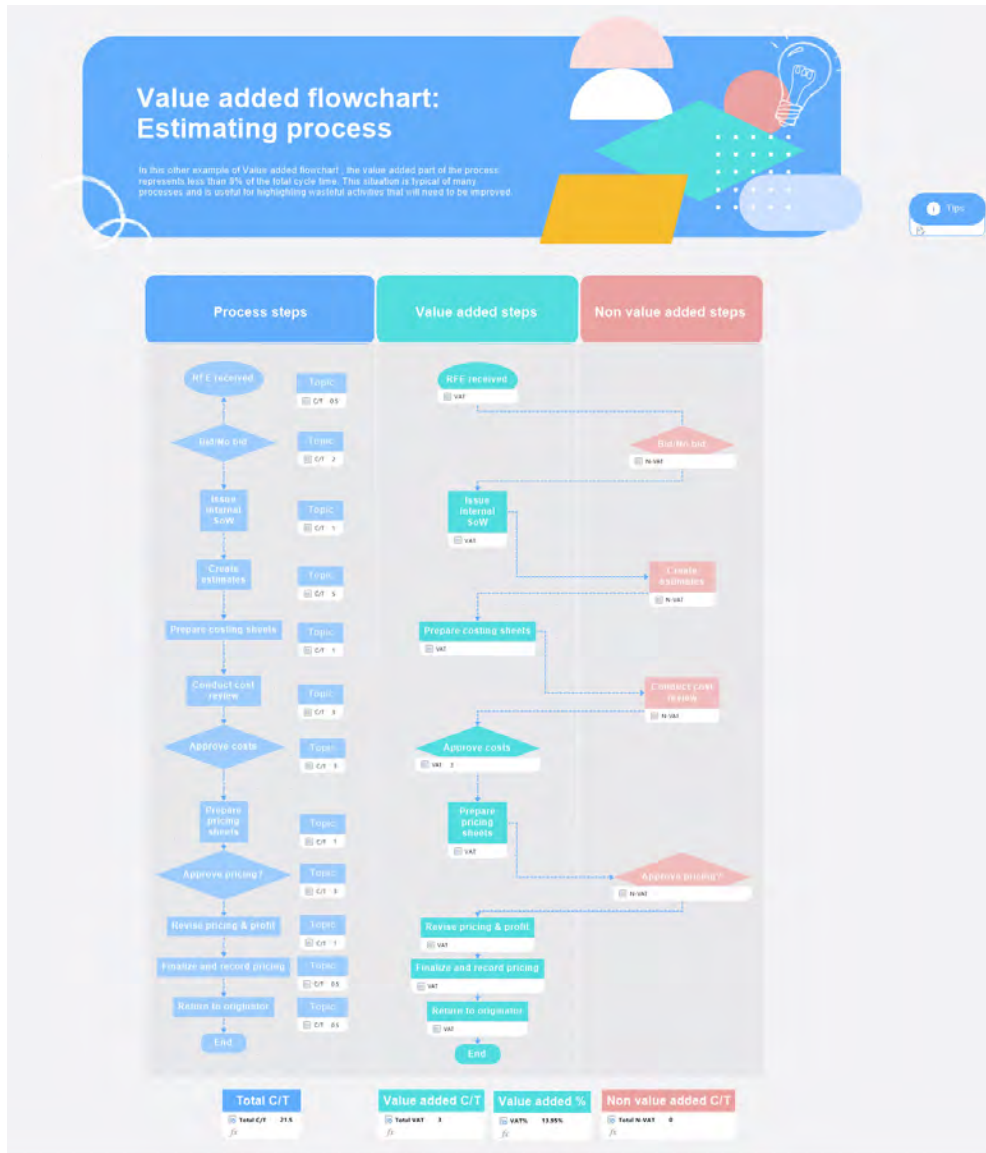 Value added flowchart:
Estimating process
In this other example of Value added flowchart , the value added part of the process
represents less than 8% of the total cycle time. This situation is typical of many
processes and is useful for highlighting wasteful activities that will need to be improved.
Tips
Process steps
Value added steps
Non value added steps
RFE received
Topic
C/T 0.5
RFE received
VAT
Bid/No bid
Topic
C/T 2
Bid/No bid
N-VAT
Issue
internal
SoW
Topic
C/T 1
Issue
internal
SoW
VAT
Create
estimates
Topic
C/T 5
Create
estimates
N-VAT
Prepare costing sheets
Topic
C/T 1
Prepare costing sheets
VAT
Conduct cost
review
Topic
C/T 3
Conduct cost
review
N-VAT
Approve costs
Topic
C/T 3
Approve costs
VAT 3
Prepare
pricing
sheets
Topic
C/T 1
Prepare
pricing
sheets
VAT
Approve pricing?
Topic
C/T 3
Approve pricing?
N-VAT
Revise pricing & profit
Topic
C/T 1
Revise pricing & profit
VAT
Finalize and record pricing
Topic
C/T 0.5
Finalize and record pricing
VAT
Return to originator
Topic
C/T 0.5
Return to originator
VAT
End
End
Total C/T
Total C/T 21.5
fx
Value added C/T
Total VAT 3
fx
Value added %
VAT% 13.95%
fx
Non value added C/T
Total N-VAT 0
fx